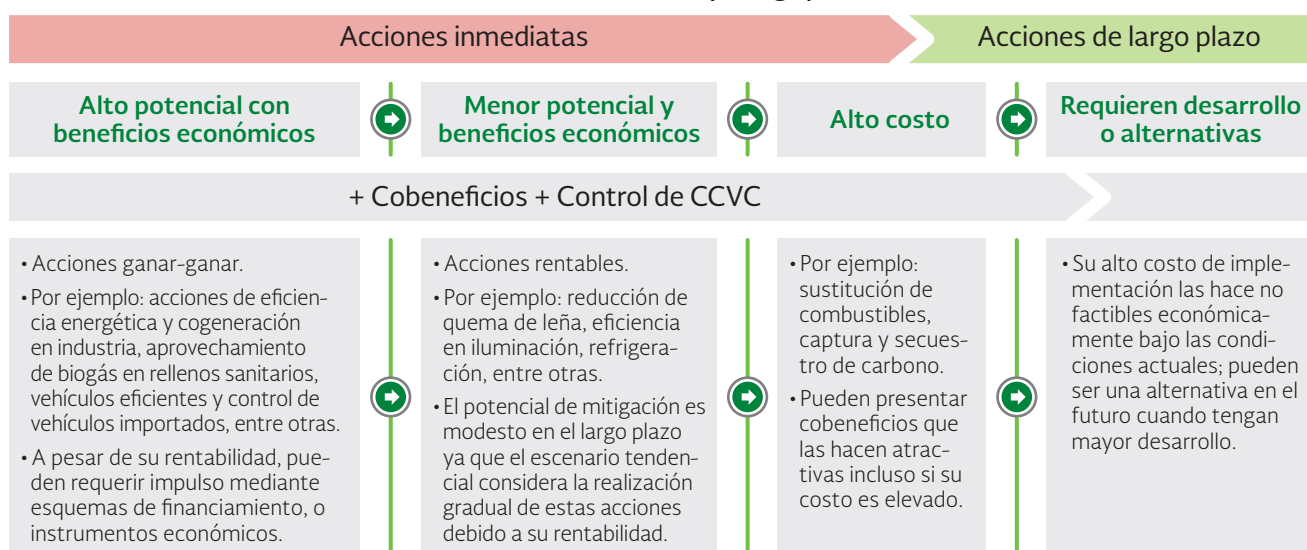 Acciones inmediatas
Acciones de largo plazo
Alto potencial con
beneficios económicos
Menor potencial y
beneficios económicos
Alto costo
Requieren desarrollo
o alternativas
+ Cobeneficios + Control de CCVC
• Acciones ganar-ganar.
• Por ejemplo: acciones de eficien-
cia energética y cogeneración
en industria, aprovechamiento
de biogás en rellenos sanitarios,
vehículos eficientes y control de
vehículos importados, entre otras.
• A pesar de su rentabilidad, pue-
den requerir impulso mediante
esquemas de financiamiento, o
instrumentos económicos.
• Acciones rentables.
• Por ejemplo: reducción de
quema de leña, eficiencia
en iluminación, refrigera-
ción, entre otras.
• El potencial de mitigación es
modesto en el largo plazo
ya que el escenario tenden-
cial considera la realización
gradual de estas acciones
debido a su rentabilidad.
• Por ejemplo:
sustitución de
combustibles,
captura y secues-
tro de carbono.
• Pueden presentar
cobeneficios que
las hacen atrac-
tivas incluso si su
costo es elevado.
• Su alto costo de imple-
mentación las hace no
factibles económica-
mente bajo las condi-
ciones actuales; pueden
ser una alternativa en el
futuro cuando tengan
mayor desarrollo.